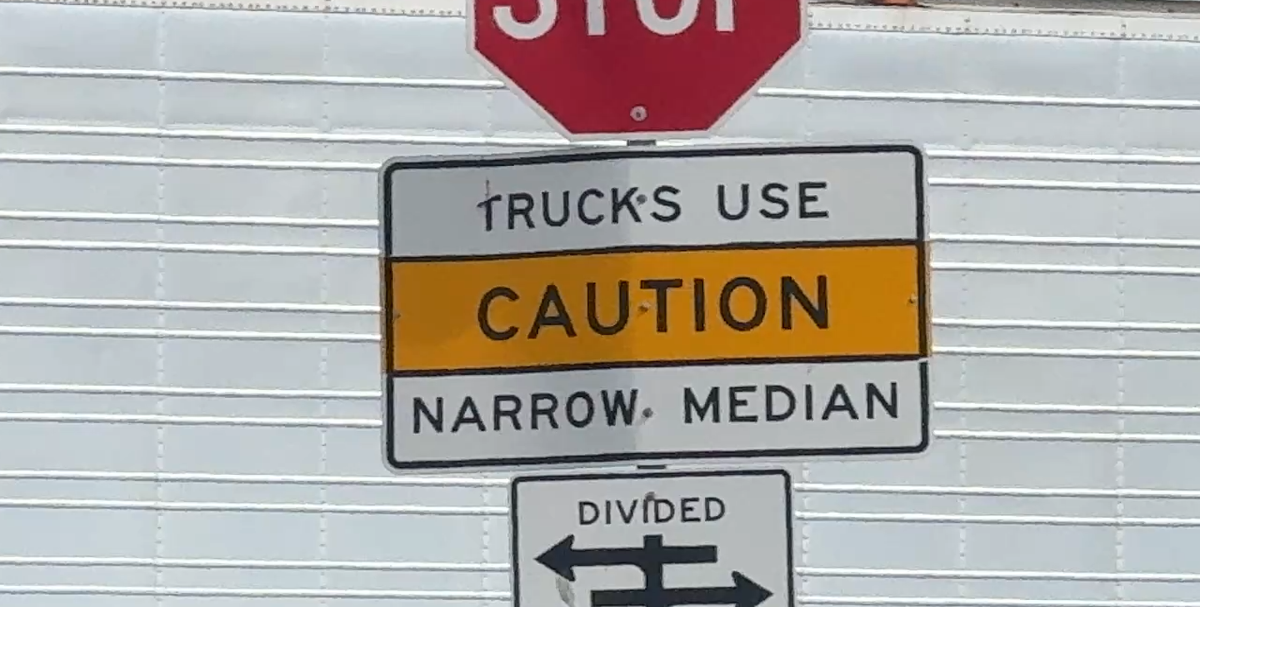 STOP
TRUCKS USE
CAUTION
NARROW MEDIAN
DIVIDED